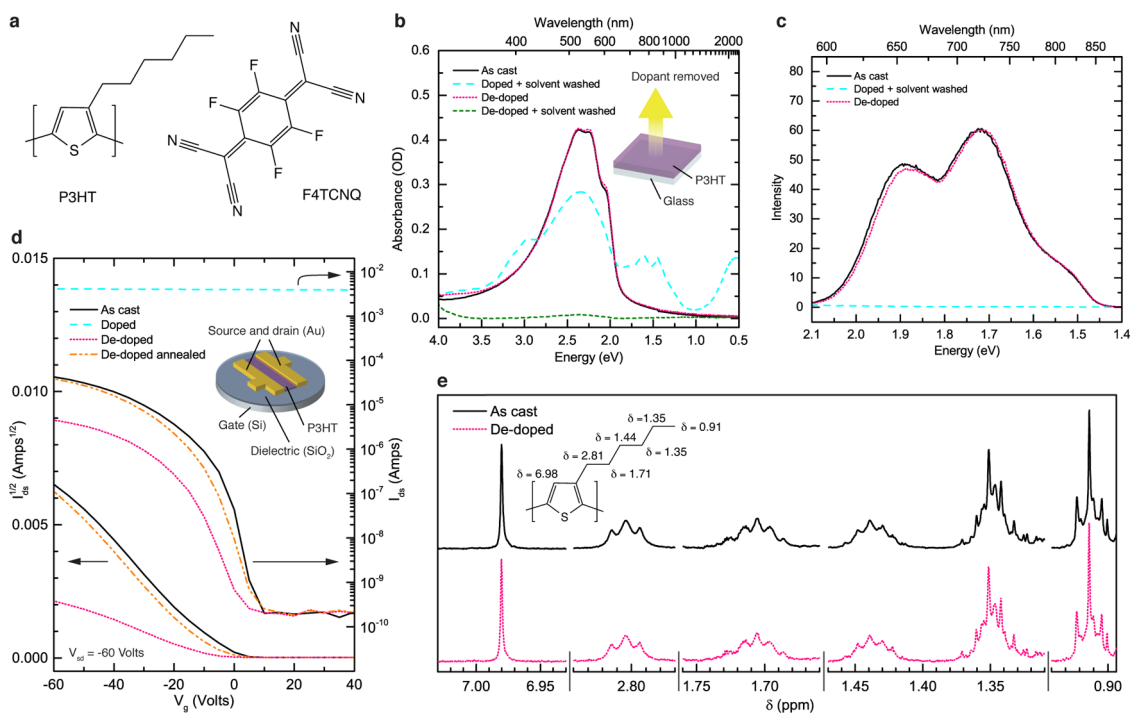 a
P3HT
F4TCNQ
S
F
F
F
F
N
N
N
N
b
Wavelength (nm)
400 500 600 800 2000
As cast
Doped + solvent washed
De-doped
De-doped + solvent washed
Dopant removed
P3HT
Glass
Absorbance (OD)
0.6
0.5
0.4
0.3
0.2
0.1
0.0
4.0 3.5 3.0 2.5 2.0 1.5 1.0 0.5
Energy (eV)
c
Wavelength (nm)
600 650 700 750 800 850
As cast
Doped + solvent washed
De-doped
Intensity
80
70
60
50
40
30
20
10
0
2.1 2.0 1.9 1.8 1.7 1.6 1.5 1.4
Energy (eV)
d
As cast
Doped
De-doped
De-doped annealed
Source and drain (Au)
Gate (Si)
P3HT
Dielectric (SiO2)
I ds 1/2 (Amps1/2)
0.015
0.010
0.005
0.000
I ds (Amps)
10-2
10-3
10-4
10-5
10-6
10-7
10-8
10-9
10-10
Vsd = -60 Volts
-60 -40 -20 0 20 40
Vg (Volts)
e
As cast
De-doped
δ = 6.98
δ = 2.81
δ = 1.44
δ =1.35
δ = 0.91
δ = 1.35
δ = 1.71
S
7.00 6.95 2.80 1.75 1.70 1.45 1.40 1.35 0.90
δ (ppm)